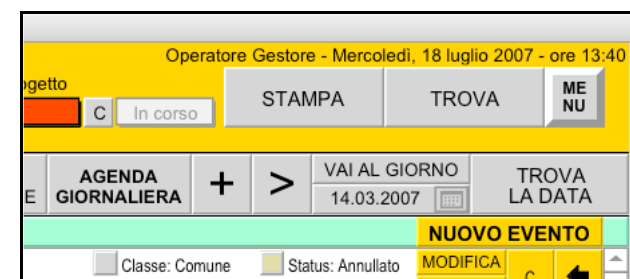 Operatore Gestore - Mercoledì, 18 luglio 2007 - ore 13:40
ogetto
C In corso
STAMPA TROVA ME NU
E AGENDA GIORNALIERA + > VAI AL GIORNO 14.03.2007 TROVA LA DATA
NUOVO EVENTO
Classe: Comune Status: Annullato MODIFICA C